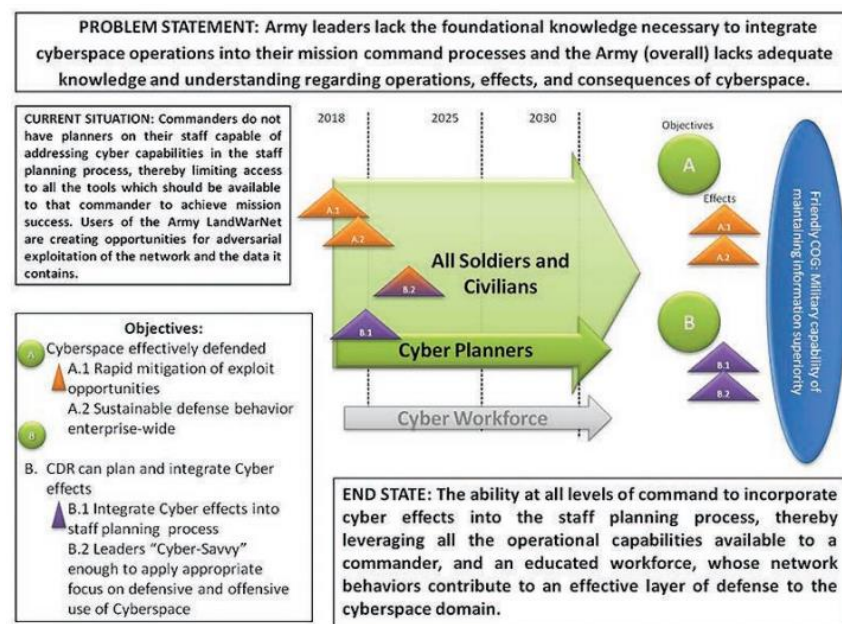 PROBLEM STATEMENT: Army leaders lack the foundational knowledge necessary to integrate
cyberspace operations into their mission command processes and the Army (overall) lacks adequate
knowledge and understanding regarding operations, effects, and consequences of cyberspace.
CURRENT SITUATION: Commanders do not
have planners on their staff capable of
addressing cyber capabilities in the staff
planning process, thereby limiting access
to all the tools which should be available
to that commander to achieve mission
success. Users of the Army LandWarNet
are creating opportunities for adversarial
exploitation of the network and the data it
contains.
2018
2025
2030
A.1
A.2
B.2
B.1
All Soldiers and
Civilians
Cyber Planners
Cyber Workforce
Objectives
A
Effects
A.1
A.2
B
B.1
B.2
Friendly COG: Military capability of
maintaining information superiority
Objectives:
A
Cyberspace effectively defended
A.1 Rapid mitigation of exploit
opportunities
A.2 Sustainable defense behavior
enterprise-wide
B
B. CDR can plan and integrate Cyber
effects
B.1 Integrate Cyber effects into
staff planning process
B.2 Leaders “Cyber-Savvy”
enough to apply appropriate
focus on defensive and offensive
use of Cyberspace
END STATE: The ability at all levels of command to incorporate
cyber effects into the staff planning process, thereby
leveraging all the operational capabilities available to a
commander, and an educated workforce, whose network
behaviors contribute to an effective layer of defense to the
cyberspace domain.